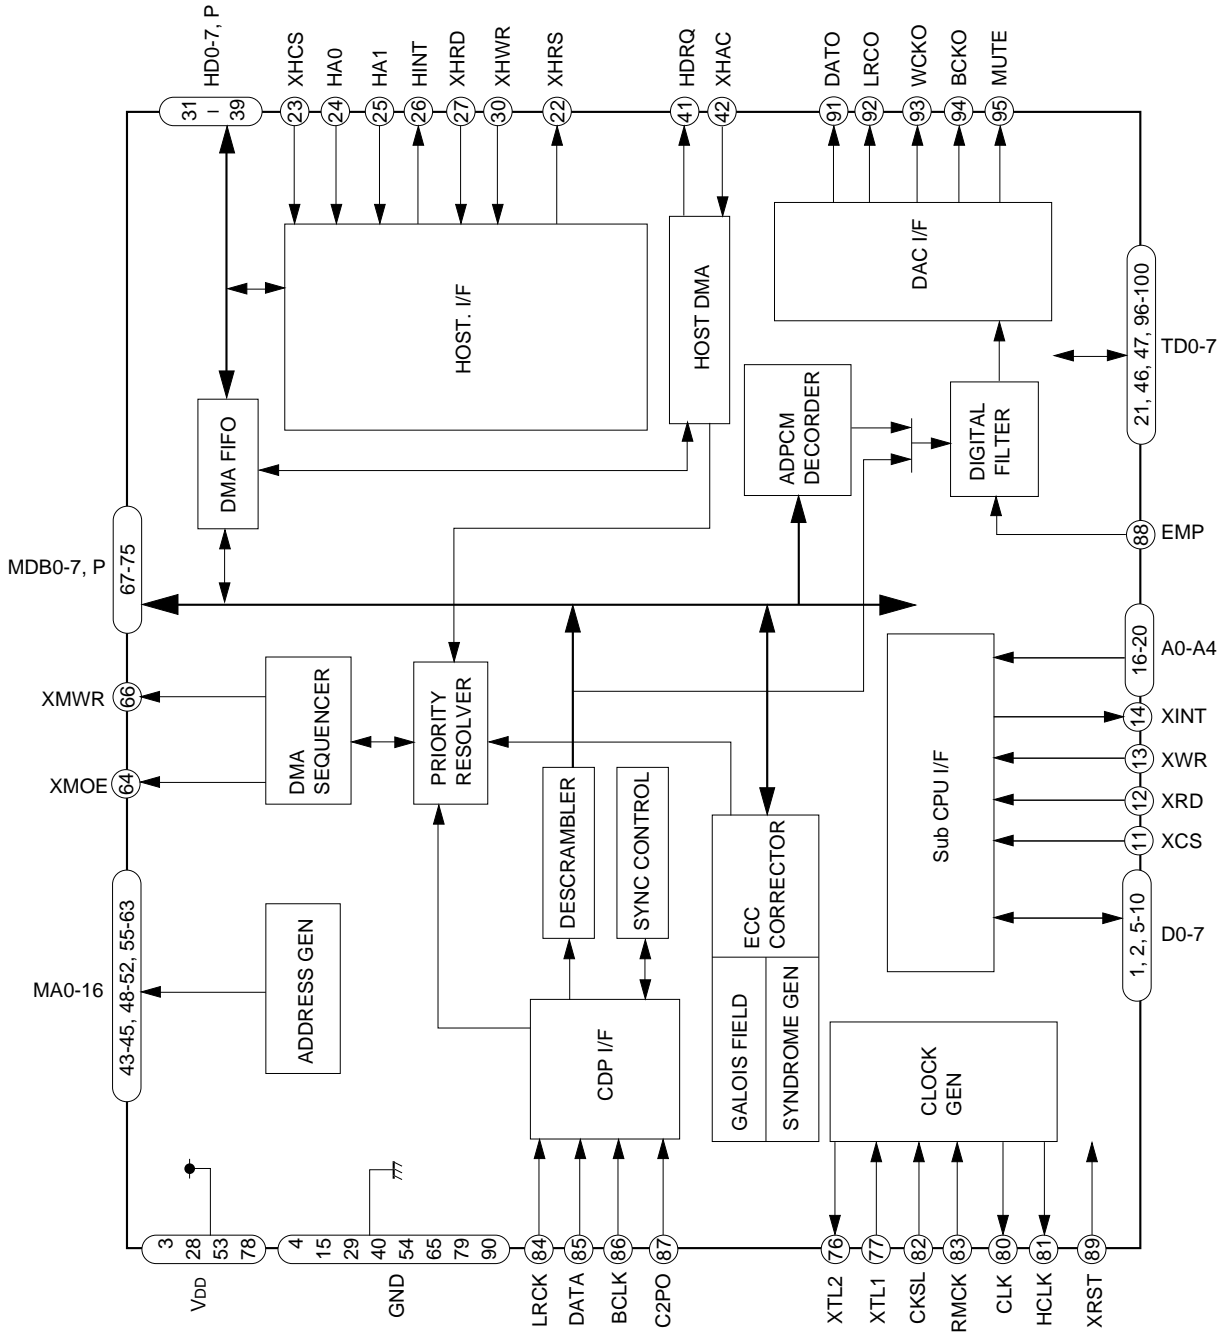 HD0-7, P
XHCS
HA0
HA1
HINT
XHRD
XHWR
XHRS
HDRQ
XHAC
DATO
LRCO
WCKO
BCKO
MUTE
31
I
39
23
24
25
26
27
30
22
41
42
91
92
93
94
95
HOST. I/F
HOST DMA
DAC I/F
DMA FIFO
ADPCM
DECORDER
DIGITAL
FILTER
21, 46, 47, 96-100
TD0-7
MDB0-7, P
67-75
88
EMP
XMWR
66
XMOE
64
DMA
SEQUENCER
PRIORITY
RESOLVER
DESCRAMBLER
SYNC CONTROL
ECC
CORRECTOR
GALOIS FIELD
SYNDROME GEN
Sub CPU I/F
16-20
A0-A4
14
XINT
13
XWR
12
XRD
11
XCS
1, 2, 5-10
D0-7
MA0-16
43-45, 48-52, 55-63
ADDRESS GEN
CDP I/F
CLOCK
GEN
3
28
53
78
VDD
4
15
29
40
54
65
79
90
GND
84
85
86
87
LRCK
DATA
BCLK
C2PO
76
77
82
83
80
81
89
XTL2
XTL1
CKSL
RMCK
CLK
HCLK
XRST